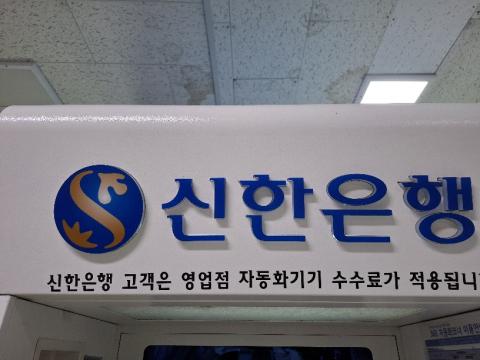 신한은행
신한은행 고객은 영업점 자동화기기 수수료가 적용됩니